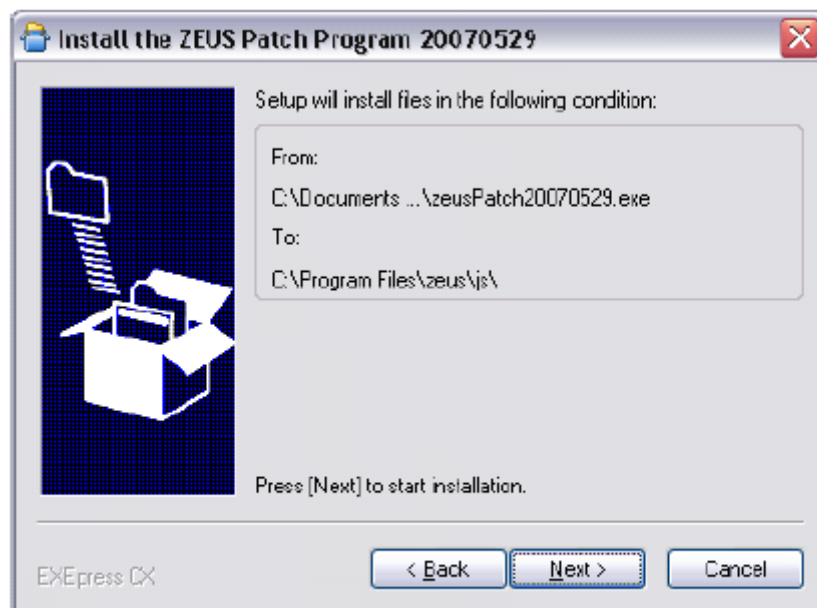 Install the ZEUS Patch Program 20070529
Setup will install files in the following condition:
From:
C:\Documents ...\zeusPatch20070529.exe
To:
C:\Program Files\zeus\js\
Press [Next] to start installation.
EXEpress CX
< Back
Next >
Cancel